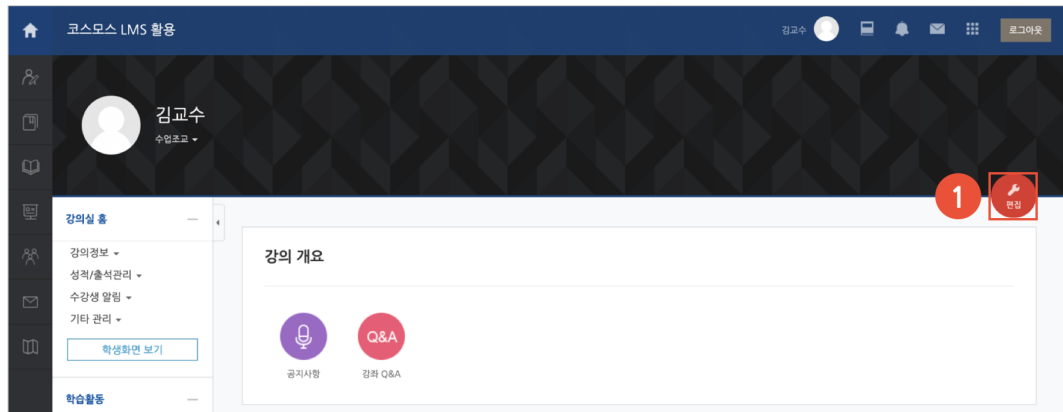 코스모스 LMS 활용
김교수
로그아웃
김교수
수업조교
1
편집
강의실 홈
강의정보
성적/출석관리
수강생 알림
기타 관리
학생화면 보기
학습활동
강의 개요
Q&A
공지사항
강좌 Q&A